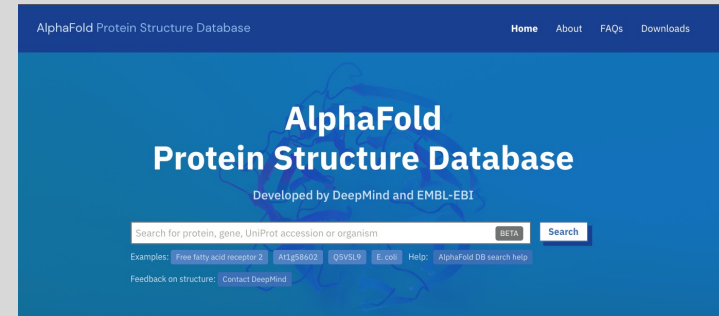 AlphaFold Protein Structure Database Home About FAQs Downloads
AlphaFold
Protein Structure Database
Developed by DeepMind and EMBL-EBI
Search for protein, gene, UniProt accession or organism BETA Search
Examples: Free fatty acid receptor 2 At1g58602 Q5VSL9 E. coli Help: AlphaFold DB search help
Feedback on structure: Contact DeepMind